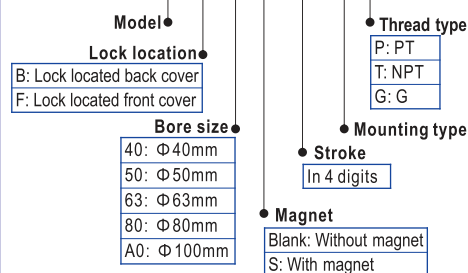 Model
Thread type
P: PT
T: NPT
G: G
Lock location
B: Lock located back cover
F: Lock located front cover
Bore size
40: Φ40mm
50: Φ50mm
63: Φ63mm
80: Φ80mm
A0: Φ100mm
Mounting type
Stroke
In 4 digits
Magnet
Blank: Without magnet
S: With magnet